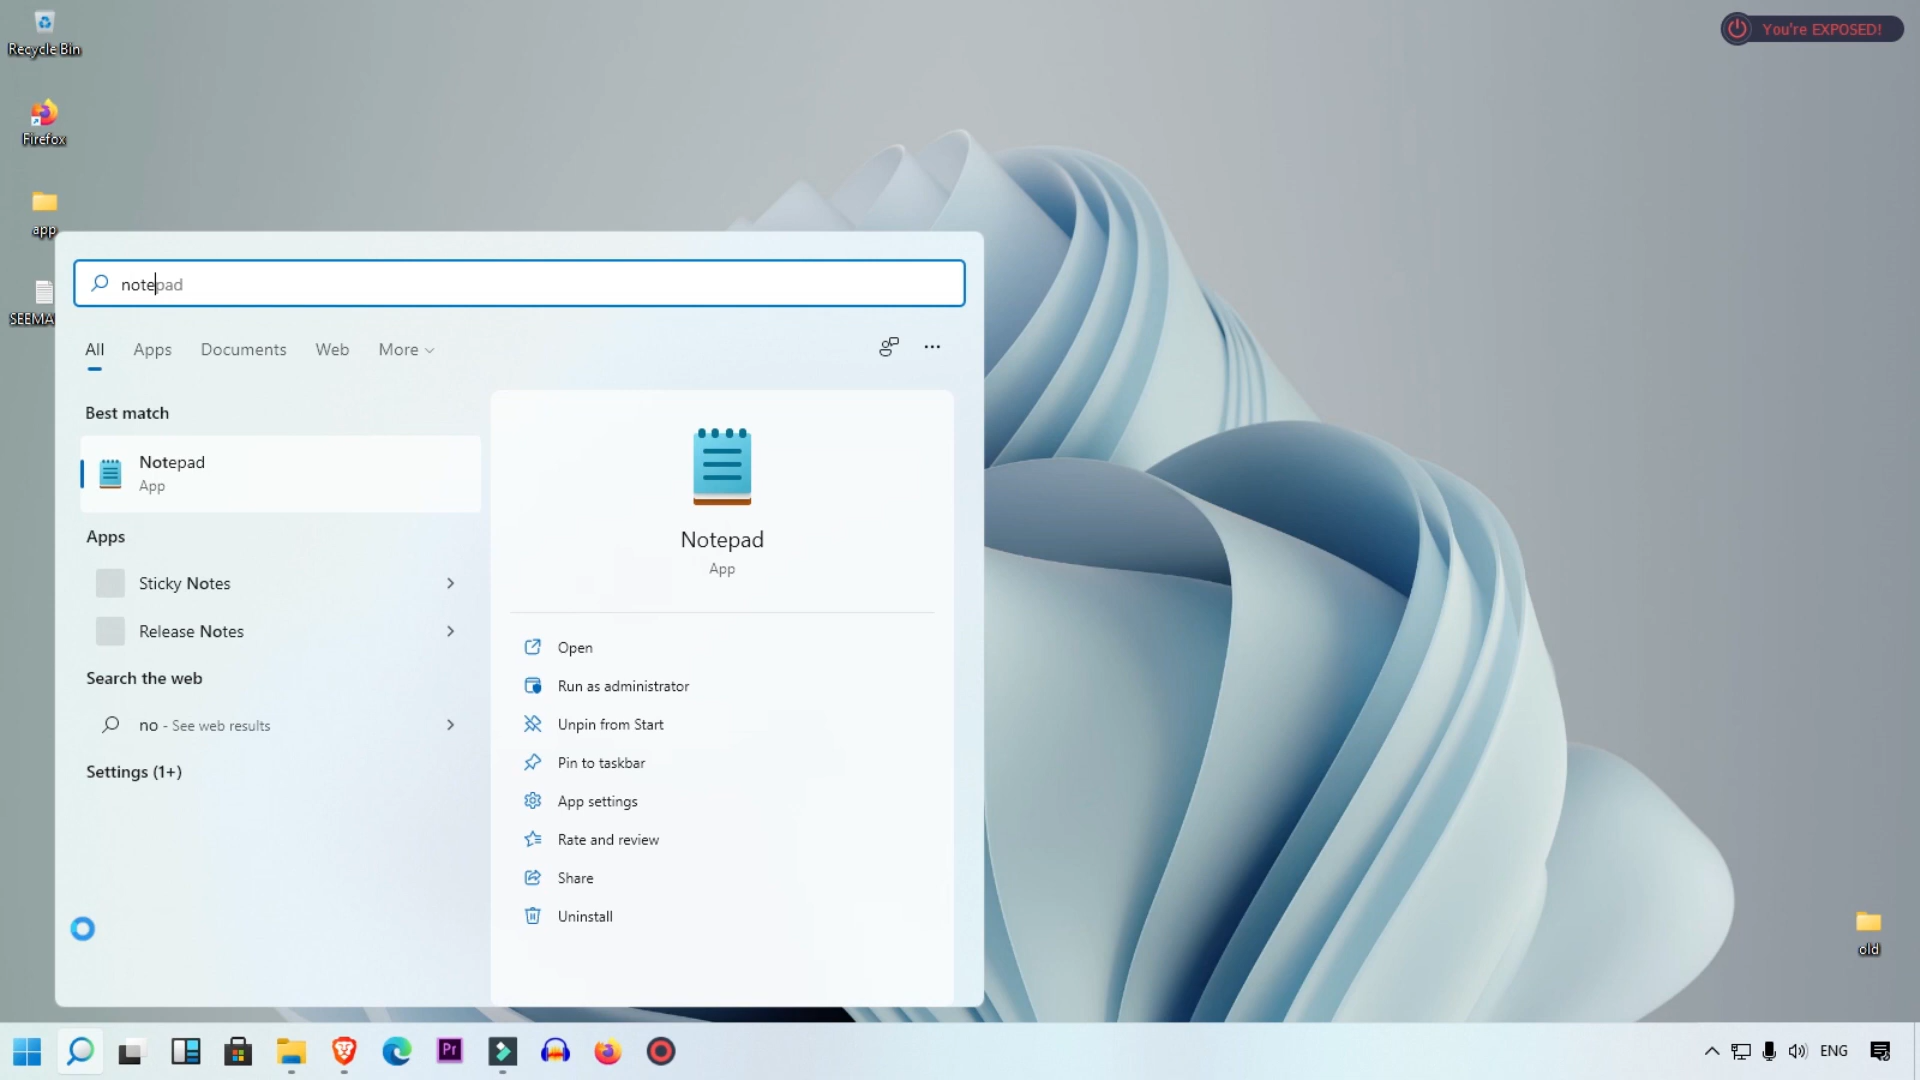 Recycle Bin
You're EXPOSED!
Firefox
app
SEEMA
notepad
All Apps Documents Web More
Best match
Notepad
App
Apps
Sticky Notes
Release Notes
Search the web
no - See web results
Settings (1+)
Notepad
App
Open
Run as administrator
Unpin from Start
Pin to taskbar
App settings
Rate and review
Share
Uninstall
old
Pr
ENG